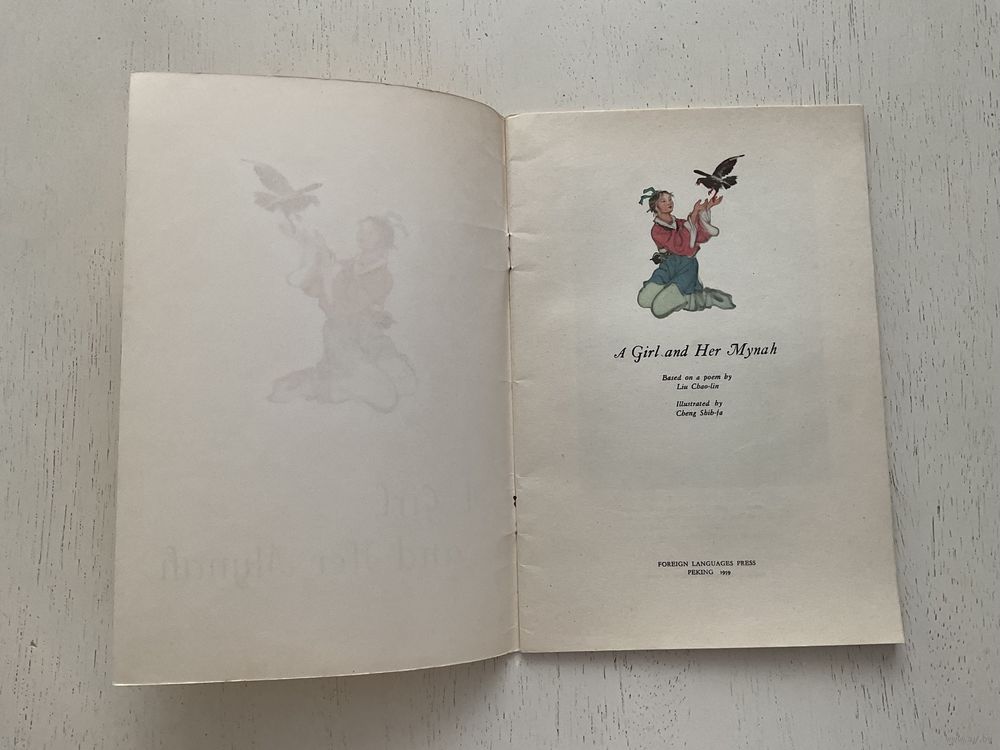 A Girl and Her Mynah
Based on a poem by
Liu Chao-lin
Illustrated by
Cheng Shih-fa
FOREIGN LANGUAGES PRESS
PEKING 1959